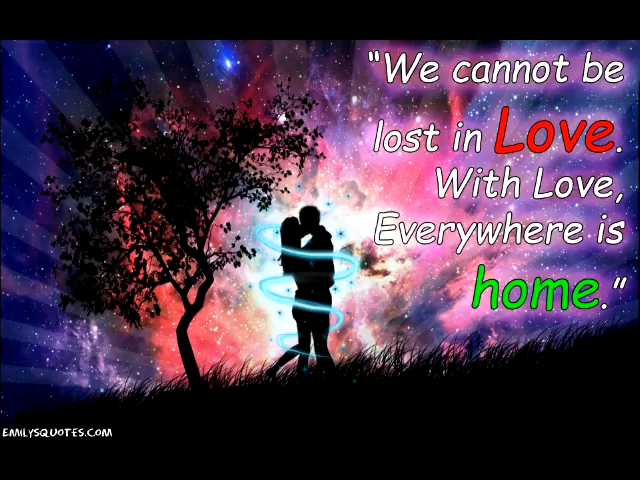 “We cannot be
lost in Love.
With Love,
Everywhere is
home.”
EMILYSQUOTES.COM